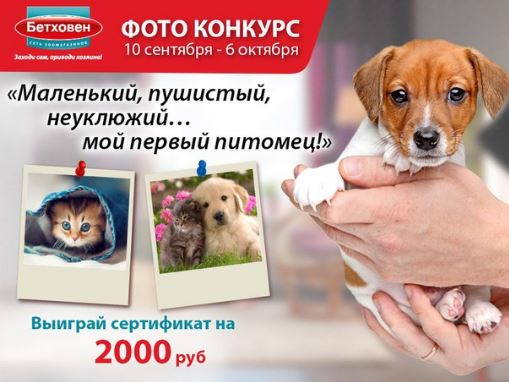 Бетховен
СЕТЬ ЗООМАГАЗИНОВ
Заходи сам, приводи хозяина!
ФОТО КОНКУРС
10 сентября - 6 октября
«Маленький, пушистый,
неуклюжий...
мой первый питомец!»
Выиграй сертификат на
2000 руб